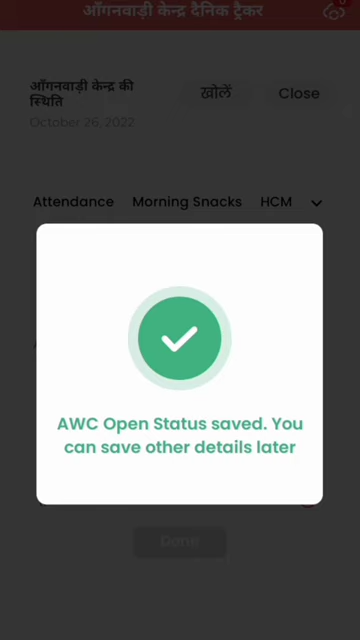 आँगनवाड़ी केन्द्र दैनिक ट्रैकर
आँगनवाड़ी केन्द्र की
स्थिति
खोलें
Close
October 26, 2022
Attendance Morning Snacks HCM
AWC Open Status saved. You
can save other details later
Done